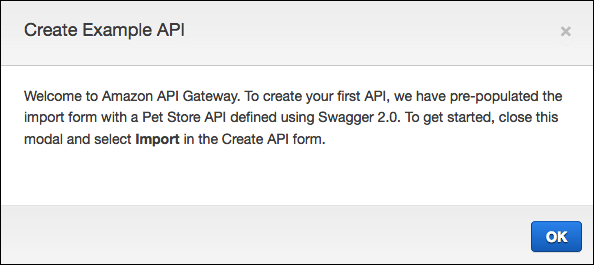 Create Example API
×
Welcome to Amazon API Gateway. To create your first API, we have pre-populated the
import form with a Pet Store API defined using Swagger 2.0. To get started, close this
modal and select Import in the Create API form.
OK